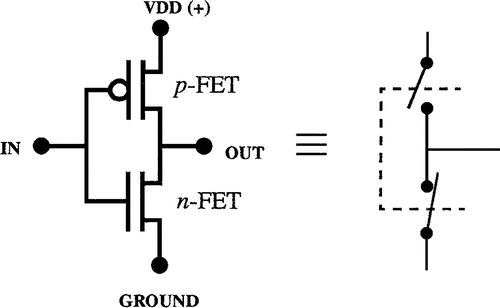 VDD (+)
p-FET
IN
OUT
n-FET
GROUND